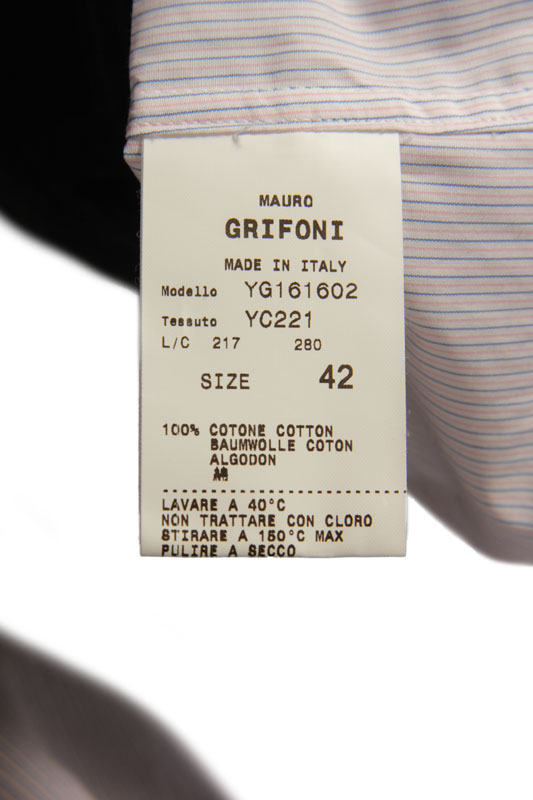 MAURO
GRIFONI
MADE IN ITALY
Modello YG161602
Tessuto YC221
L/C 217 280
SIZE 42
100% COTONE COTTON
BAUMWOLLE COTON
ALGODON
LAVARE A 40°C
NON TRATTARE CON CLORO
STIRARE A 150°C MAX
PULIRE A SECCO